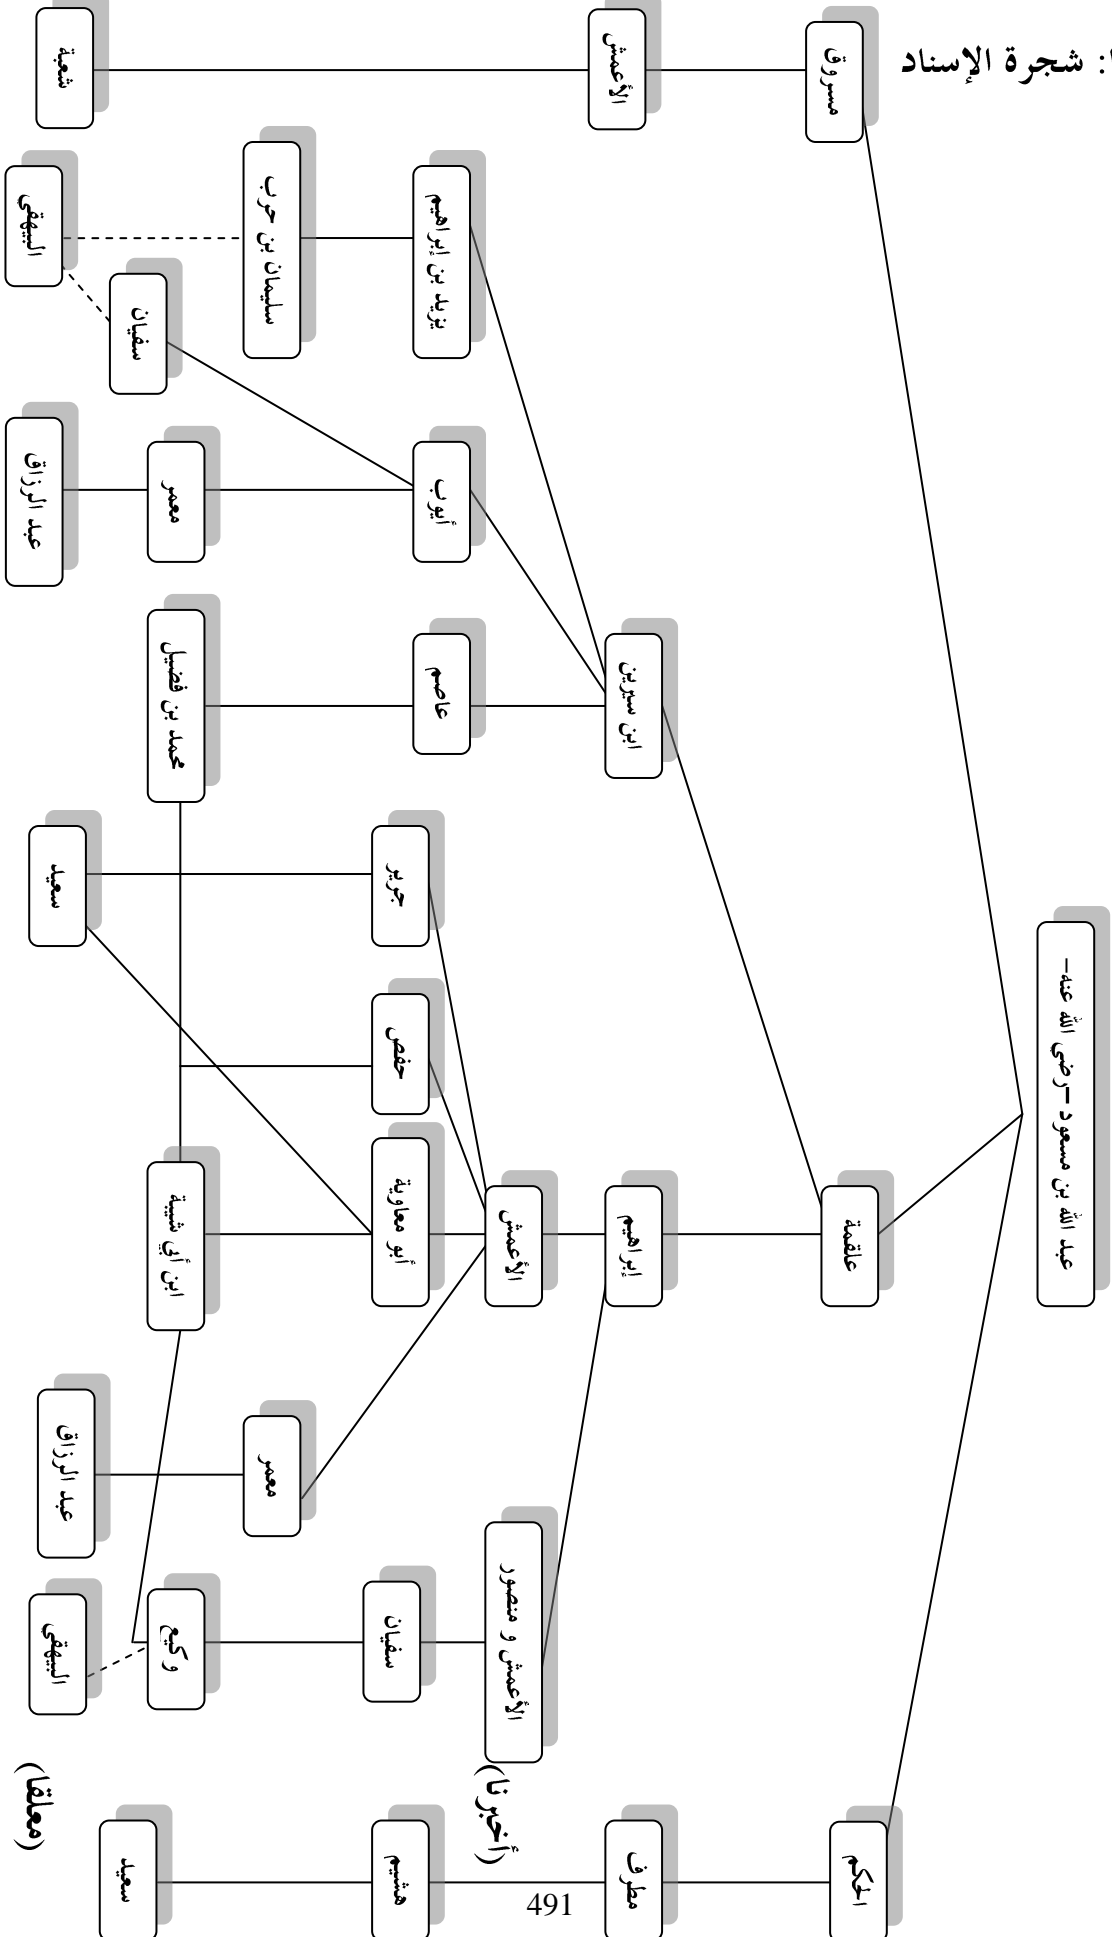 : شجرة الإسناد
عبد الله بن مسعود –رضي الله عنه–
مسروق
علقمة
الحكم
الأعمش
ابن سيرين
إبراهيم
مطرف
الأعمش
الأعمش و منصور
(أخبرنا)
يزيد بن إبراهيم
أيوب
عاصم
جرير
حفص
أبو معاوية
سفيان
هشيم
سليمان بن حرب
معمر
سفيان
معمر
محمد بن فضيل
ابن أبي شيبة
وكيع
سعيد
شعبة
البيهقي
عبد الرزاق
سعيد
عبد الرزاق
البيهقي
(معلقا)
491